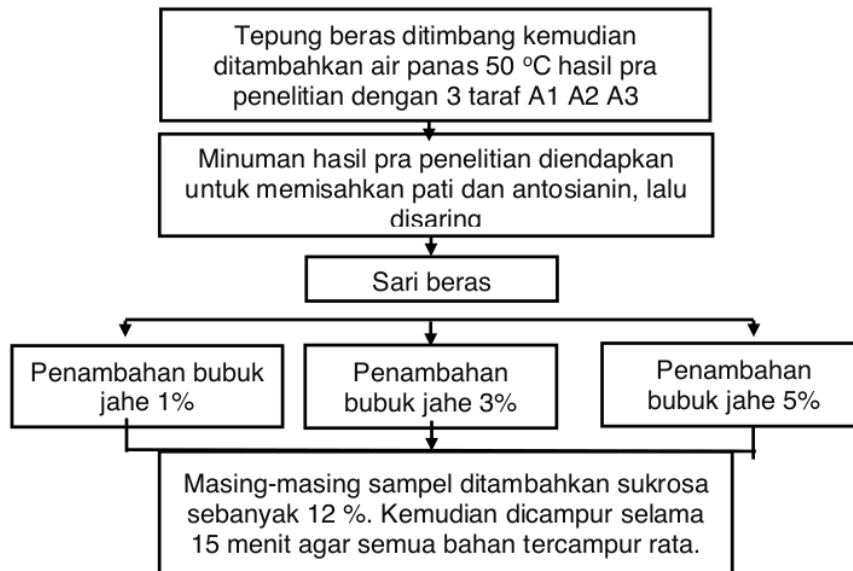 Tepung beras ditimbang kemudian
ditambahkan air panas 50 °C hasil pra
penelitian dengan 3 taraf A1 A2 A3
Minuman hasil pra penelitian diendapkan
untuk memisahkan pati dan antosianin, lalu
disaring
Sari beras
Penambahan bubuk
jahe 1%
Penambahan
bubuk jahe 3%
Penambahan
bubuk jahe 5%
Masing-masing sampel ditambahkan sukrosa
sebanyak 12 %. Kemudian dicampur selama
15 menit agar semua bahan tercampur rata.